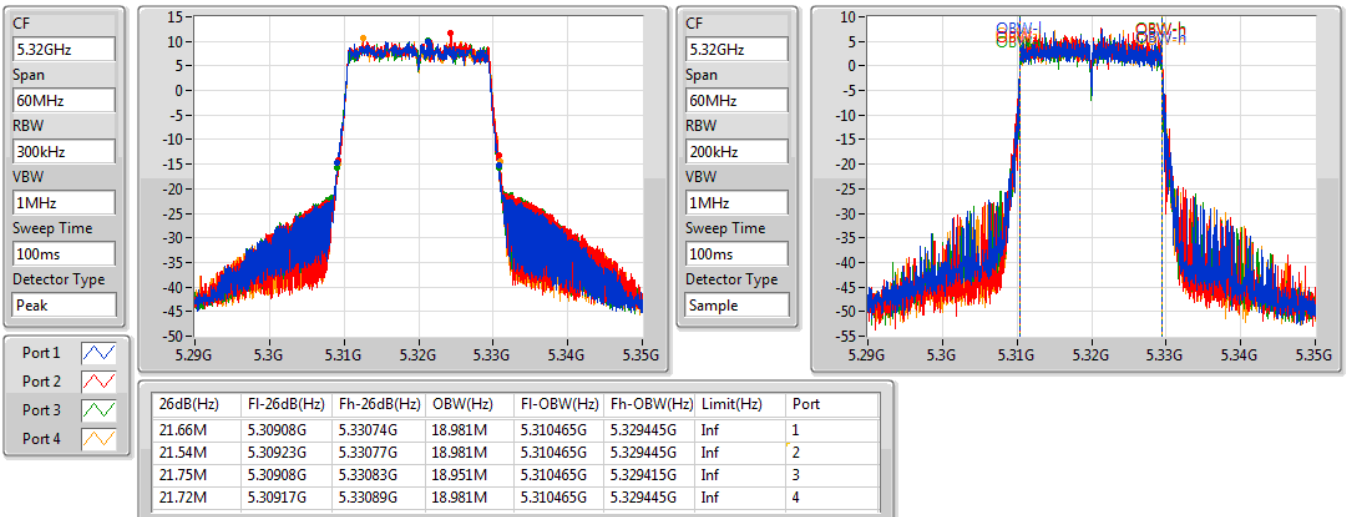 CF
5.32GHz
Span
60MHz
RBW
300kHz
VBW
1MHz
Sweep Time
100ms
Detector Type
Peak
15
10
5
0
-5
-10
-15
-20
-25
-30
-35
-40
-45
-50
5.29G 5.3G 5.31G 5.32G 5.33G 5.34G 5.35G
CF
5.32GHz
Span
60MHz
RBW
200kHz
VBW
1MHz
Sweep Time
100ms
Detector Type
Sample
10
5
0
-5
-10
-15
-20
-25
-30
-35
-40
-45
-50
-55
OBW-l OBW-h
5.29G 5.3G 5.31G 5.32G 5.33G 5.34G 5.35G
Port 1
Port 2
Port 3
Port 4
26dB(Hz) Fl-26dB(Hz) Fh-26dB(Hz) OBW(Hz) Fl-OBW(Hz) Fh-OBW(Hz) Limit(Hz) Port
21.66M 5.30908G 5.33074G 18.981M 5.310465G 5.329445G Inf 1
21.54M 5.30923G 5.33077G 18.981M 5.310465G 5.329445G Inf 2
21.75M 5.30908G 5.33083G 18.951M 5.310465G 5.329415G Inf 3
21.72M 5.30917G 5.33089G 18.981M 5.310465G 5.329445G Inf 4